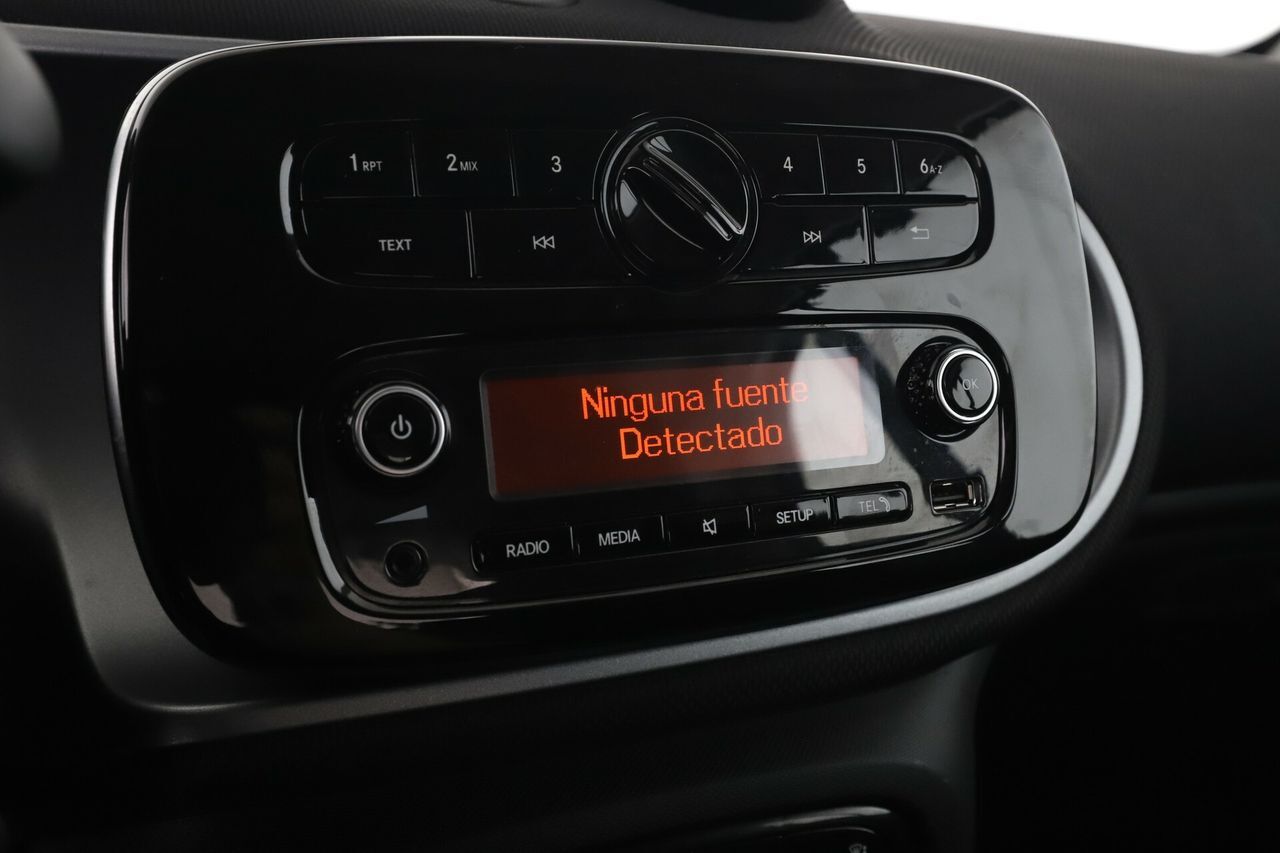 1 RPT 2 MIX 3 4 5 6 A-Z
TEXT
Ninguna fuente
Detectado
OK
RADIO MEDIA SETUP TEL